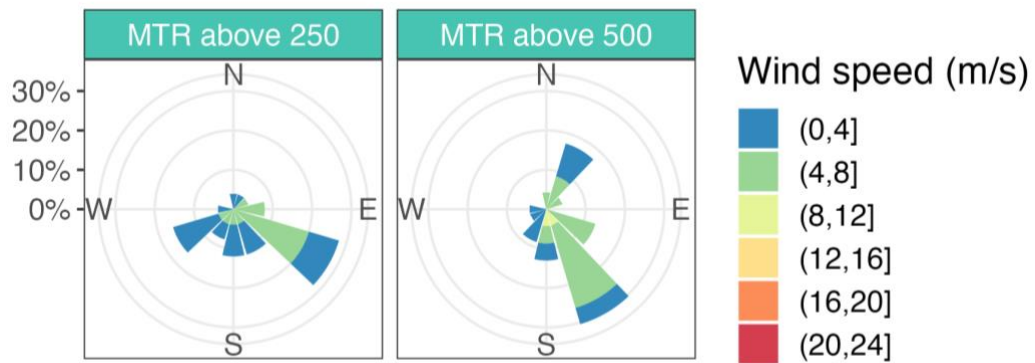 MTR above 250
MTR above 500
Wind speed (m/s)
N
N
30%
20%
10%
0%
W
E
W
E
S
S
(0,4]
(4,8]
(8,12]
(12,16]
(16,20]
(20,24]